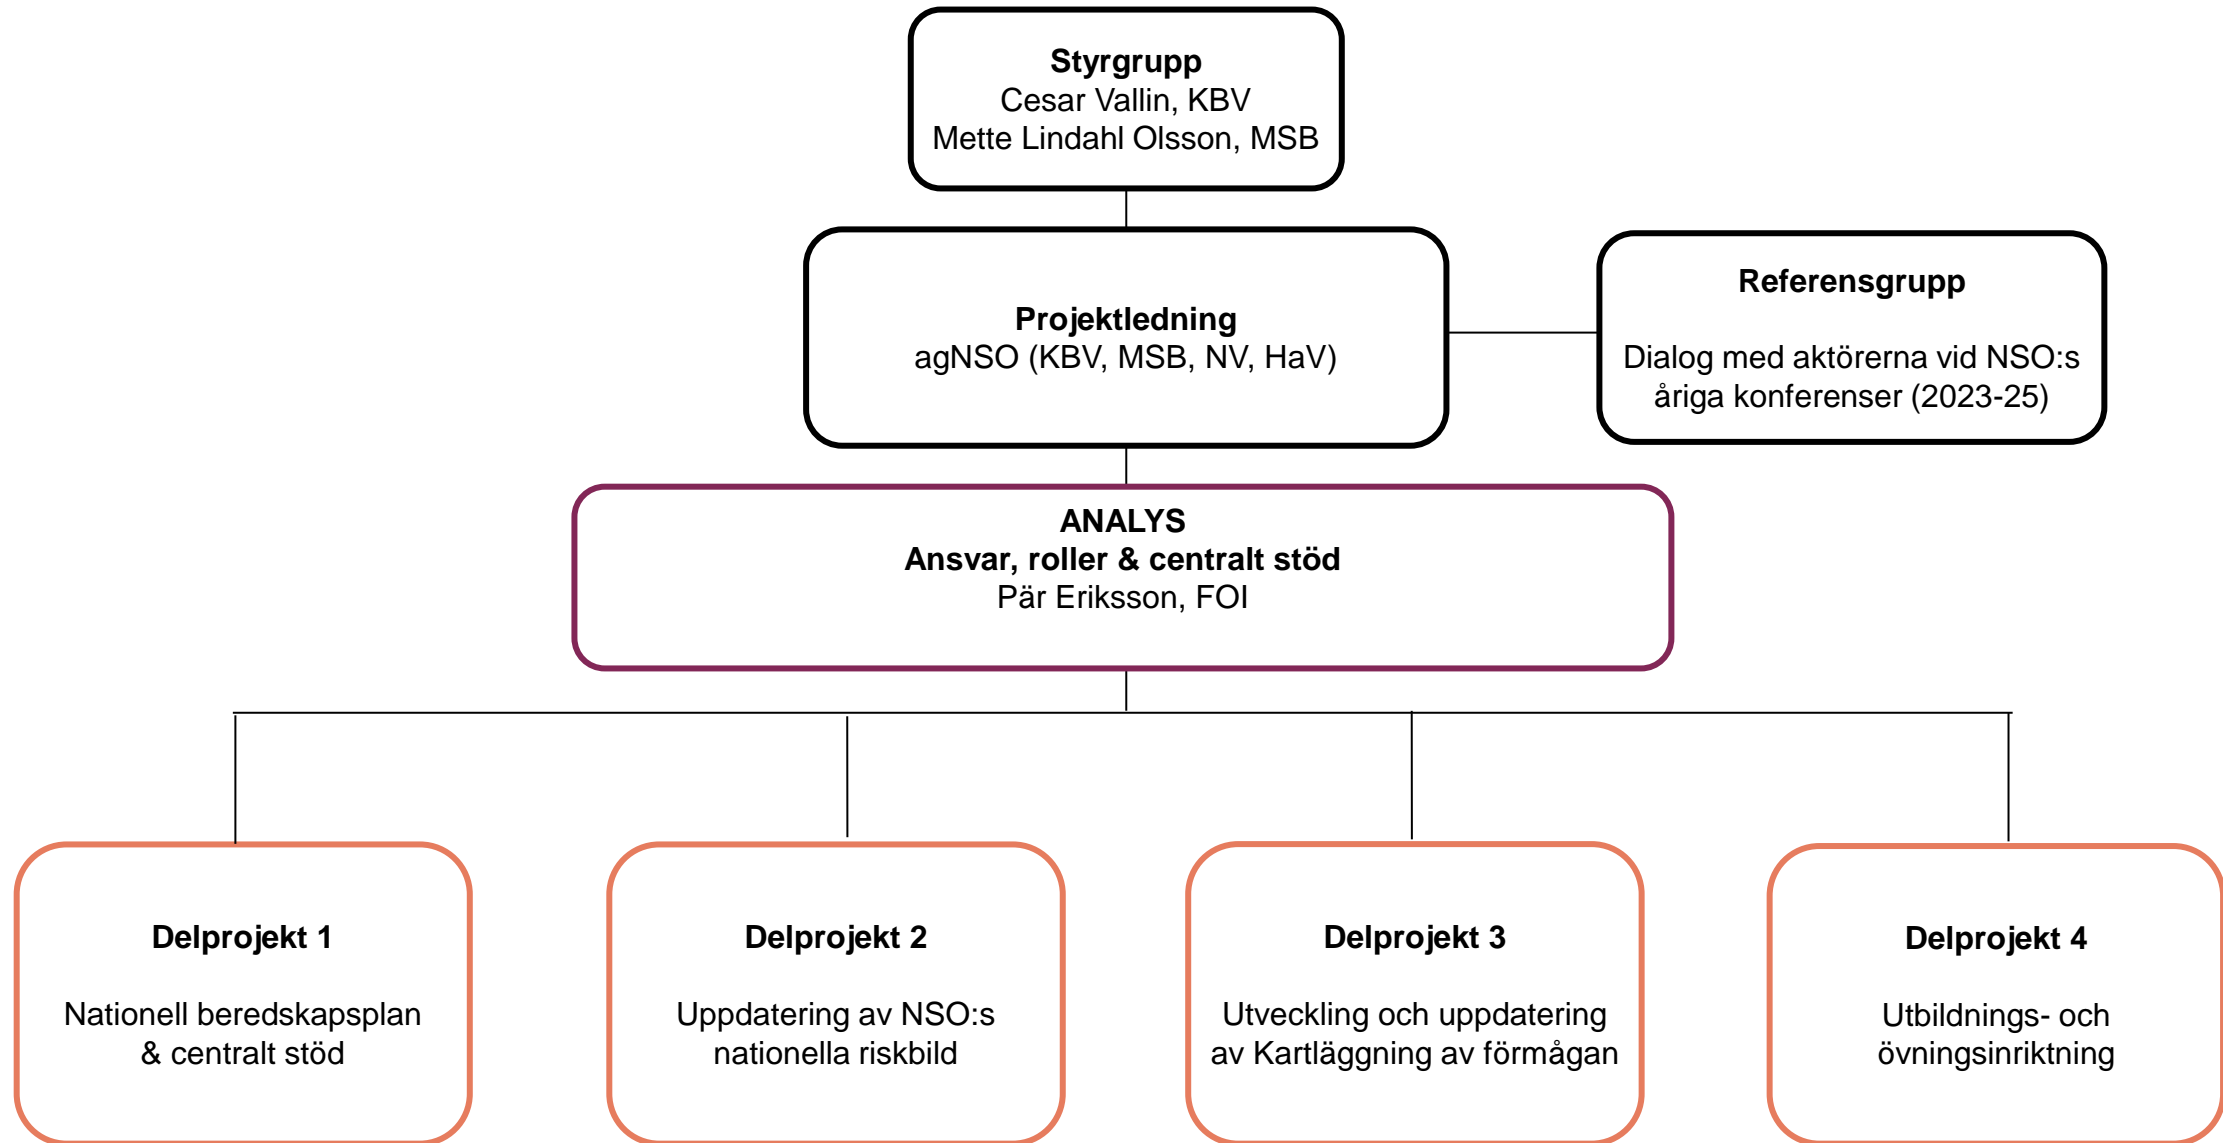 Styrgrupp
Cesar Vallin, KBV
Mette Lindahl Olsson, MSB
Projektledning
agNSO (KBV, MSB, NV, HaV)
Referensgrupp
Dialog med aktörerna vid NSO:s
åriga konferenser (2023-25)
ANALYS
Ansvar, roller & centralt stöd
Pär Eriksson, FOI
Delprojekt 1
Nationell beredskapsplan
& centralt stöd
Delprojekt 2
Uppdatering av NSO:s
nationella riskbild
Delprojekt 3
Utveckling och uppdatering
av Kartläggning av förmågan
Delprojekt 4
Utbildnings- och
övningsinriktning